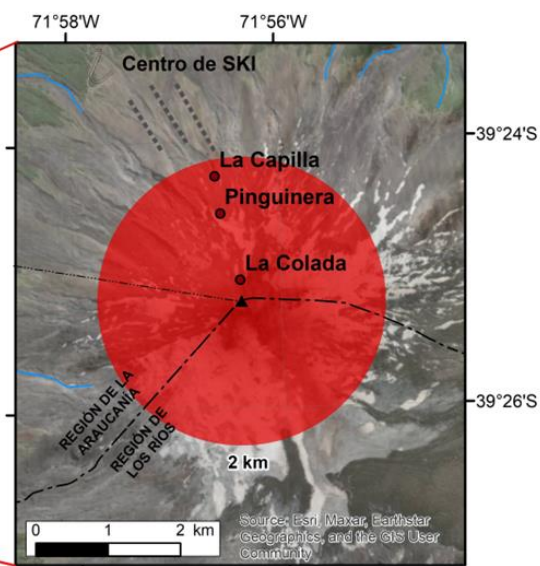 71°58'W
71°56'W
Centro de SKI
39°24'S
La Capilla
Pinguinera
La Colada
REGIÓN DE LA
ARAUCANÍA
REGIÓN DE
LOS RÍOS
39°26'S
2 km
0 1 2 km
Source: Esri, Maxar, Earthstar
Geographics, and the GIS User
Community